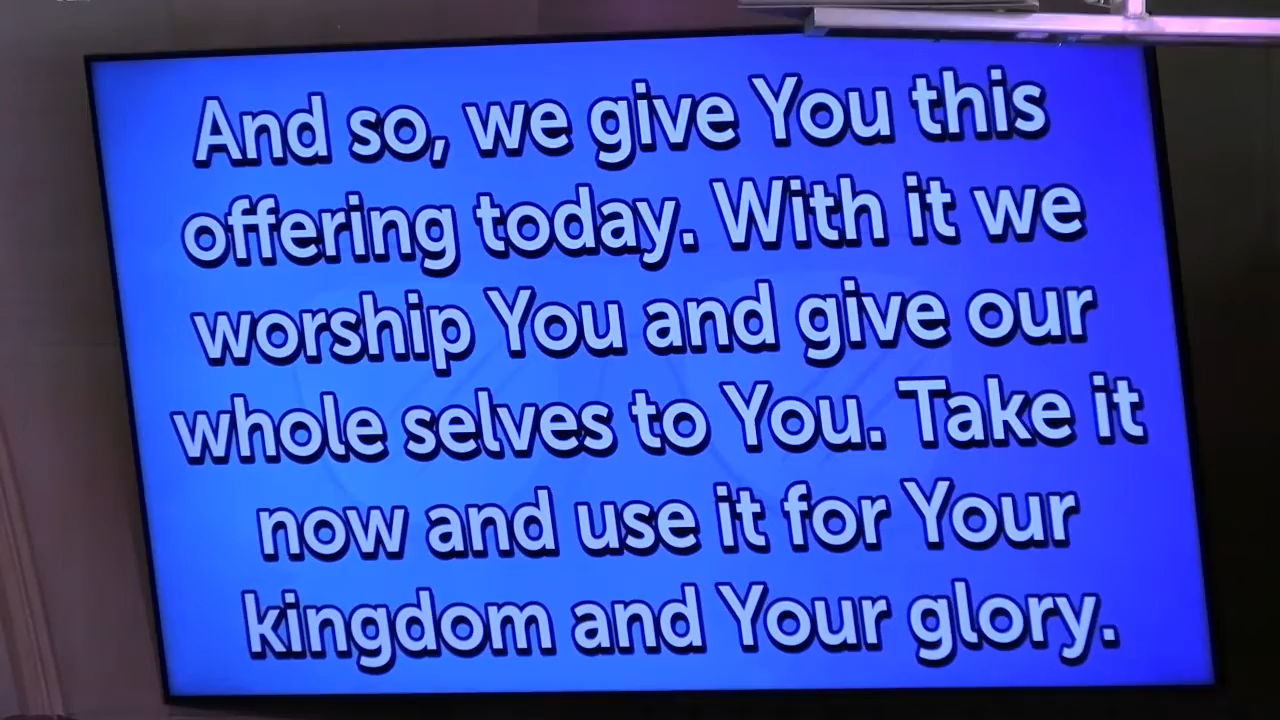 And so, we give You this
offering today. With it we
worship You and give our
whole selves to You. Take it
now and use it for Your
kingdom and Your glory.